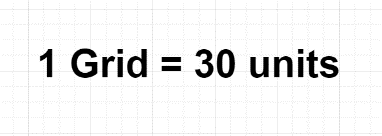 1 Grid = 30 units